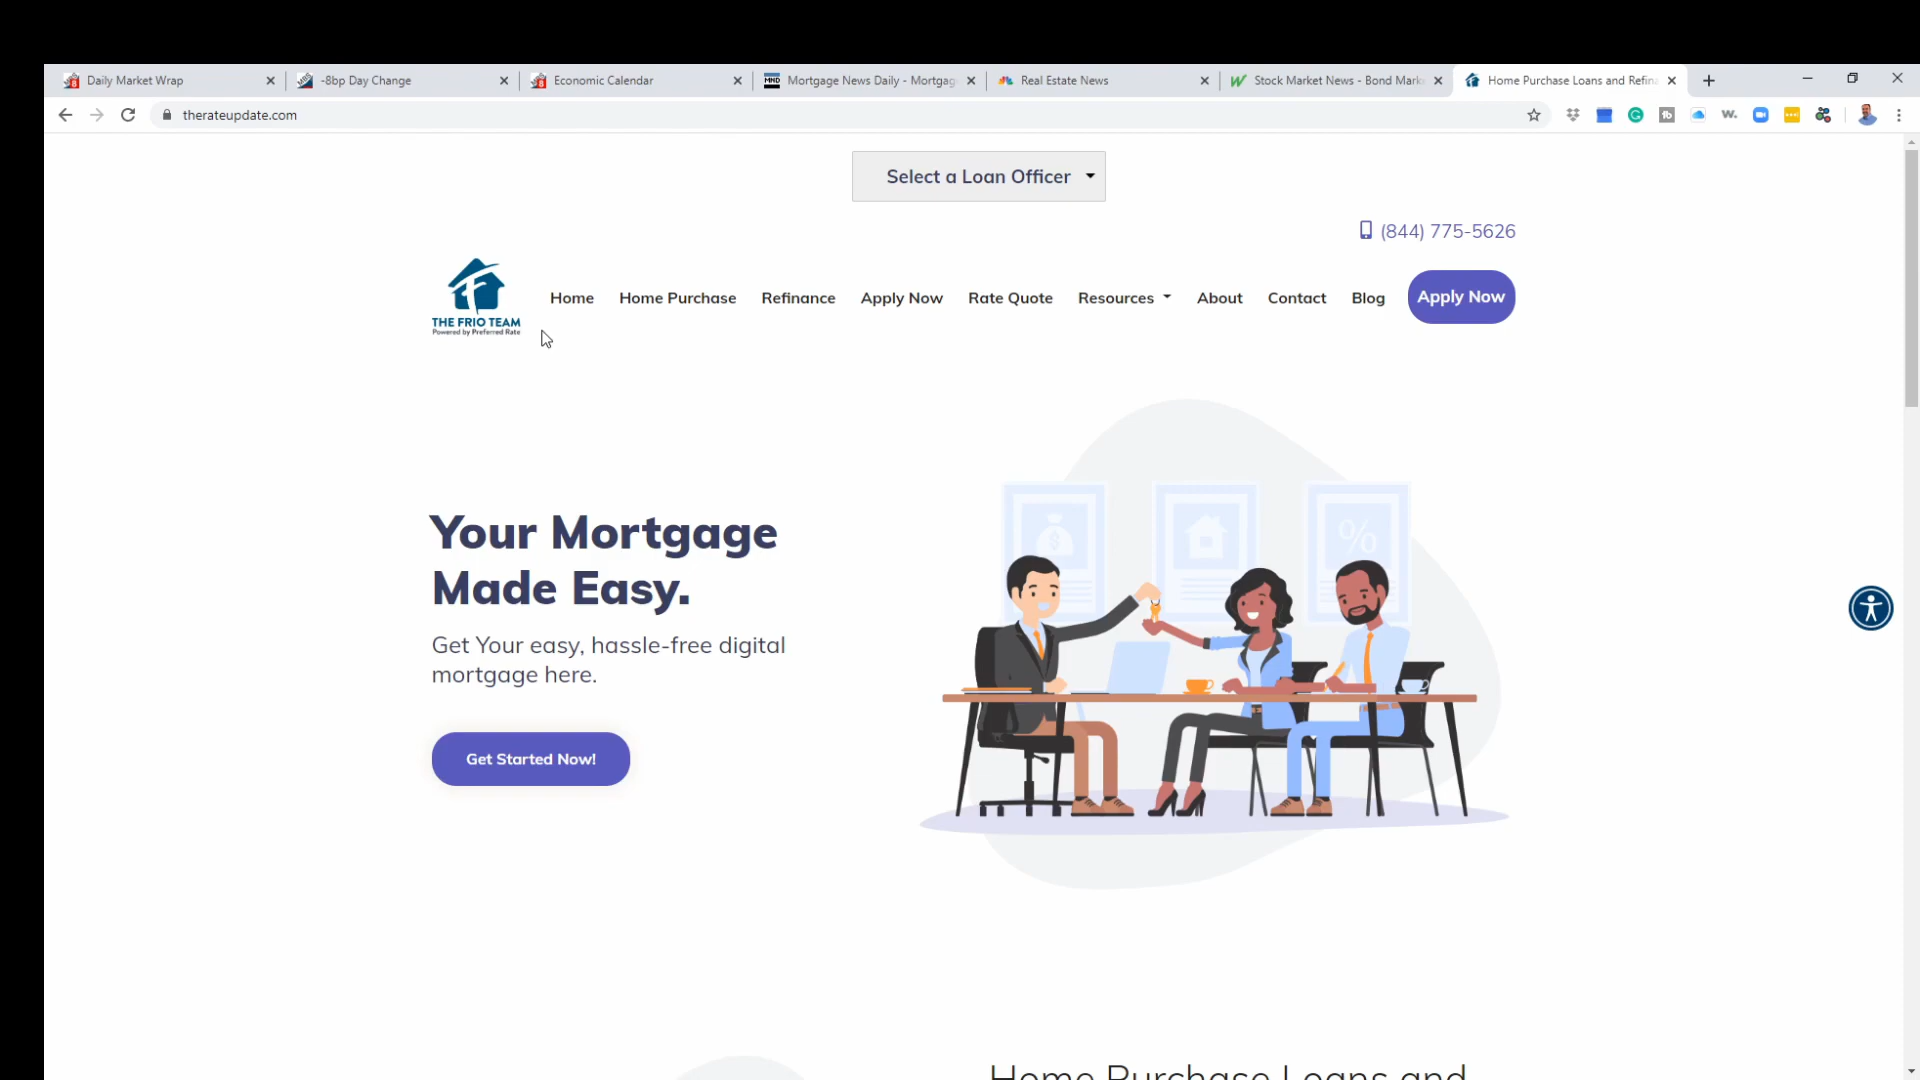 Daily Market Wrap
-8bp Day Change
Economic Calendar
Mortgage News Daily - Mortgag
Real Estate News
Stock Market News - Bond Mark
Home Purchase Loans and Refin
therateupdate.com
Select a Loan Officer
(844) 775-5626
THE FRIO TEAM
Powered by Preferred Rate
Home
Home Purchase
Refinance
Apply Now
Rate Quote
Resources
About
Contact
Blog
Apply Now
Your Mortgage
Made Easy.
Get Your easy, hassle-free digital
mortgage here.
Get Started Now!
Home Purchase Loans and